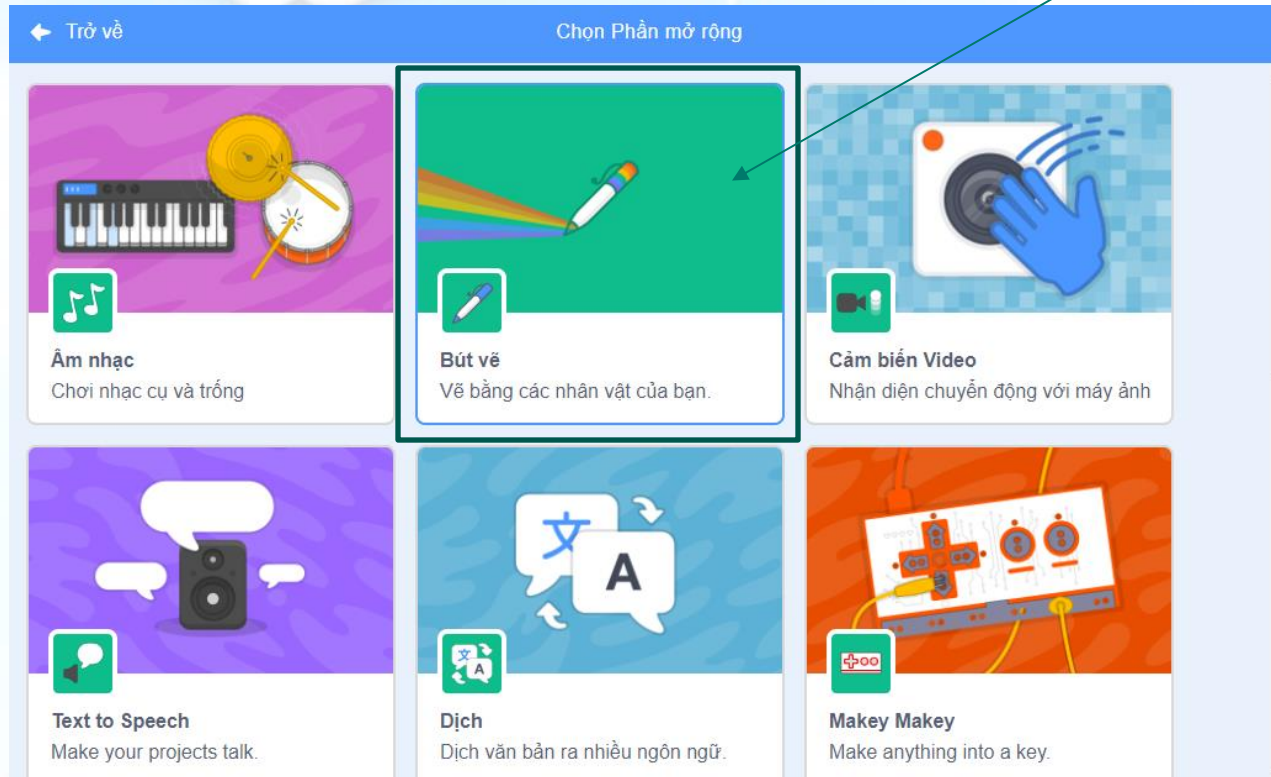 Trở về
Chọn Phần mở rộng
Âm nhạc
Chơi nhạc cụ và trống
Bút vẽ
Vẽ bằng các nhân vật của bạn.
Cảm biến Video
Nhận diện chuyển động với máy ảnh
文
A
文
A
Text to Speech
Make your projects talk.
Dịch
Dịch văn bản ra nhiều ngôn ngữ.
Makey Makey
Make anything into a key.